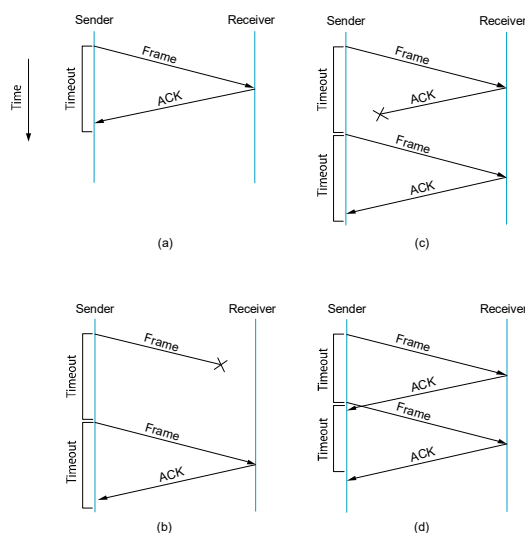 Sender
Receiver
Time
Timeout
Frame
ACK
(a)
Sender
Receiver
Timeout
Frame
ACK
Timeout
Frame
ACK
(c)
Sender
Receiver
Timeout
Frame
Timeout
Frame
ACK
(b)
Sender
Receiver
Timeout
Frame
ACK
Timeout
Frame
ACK
(d)